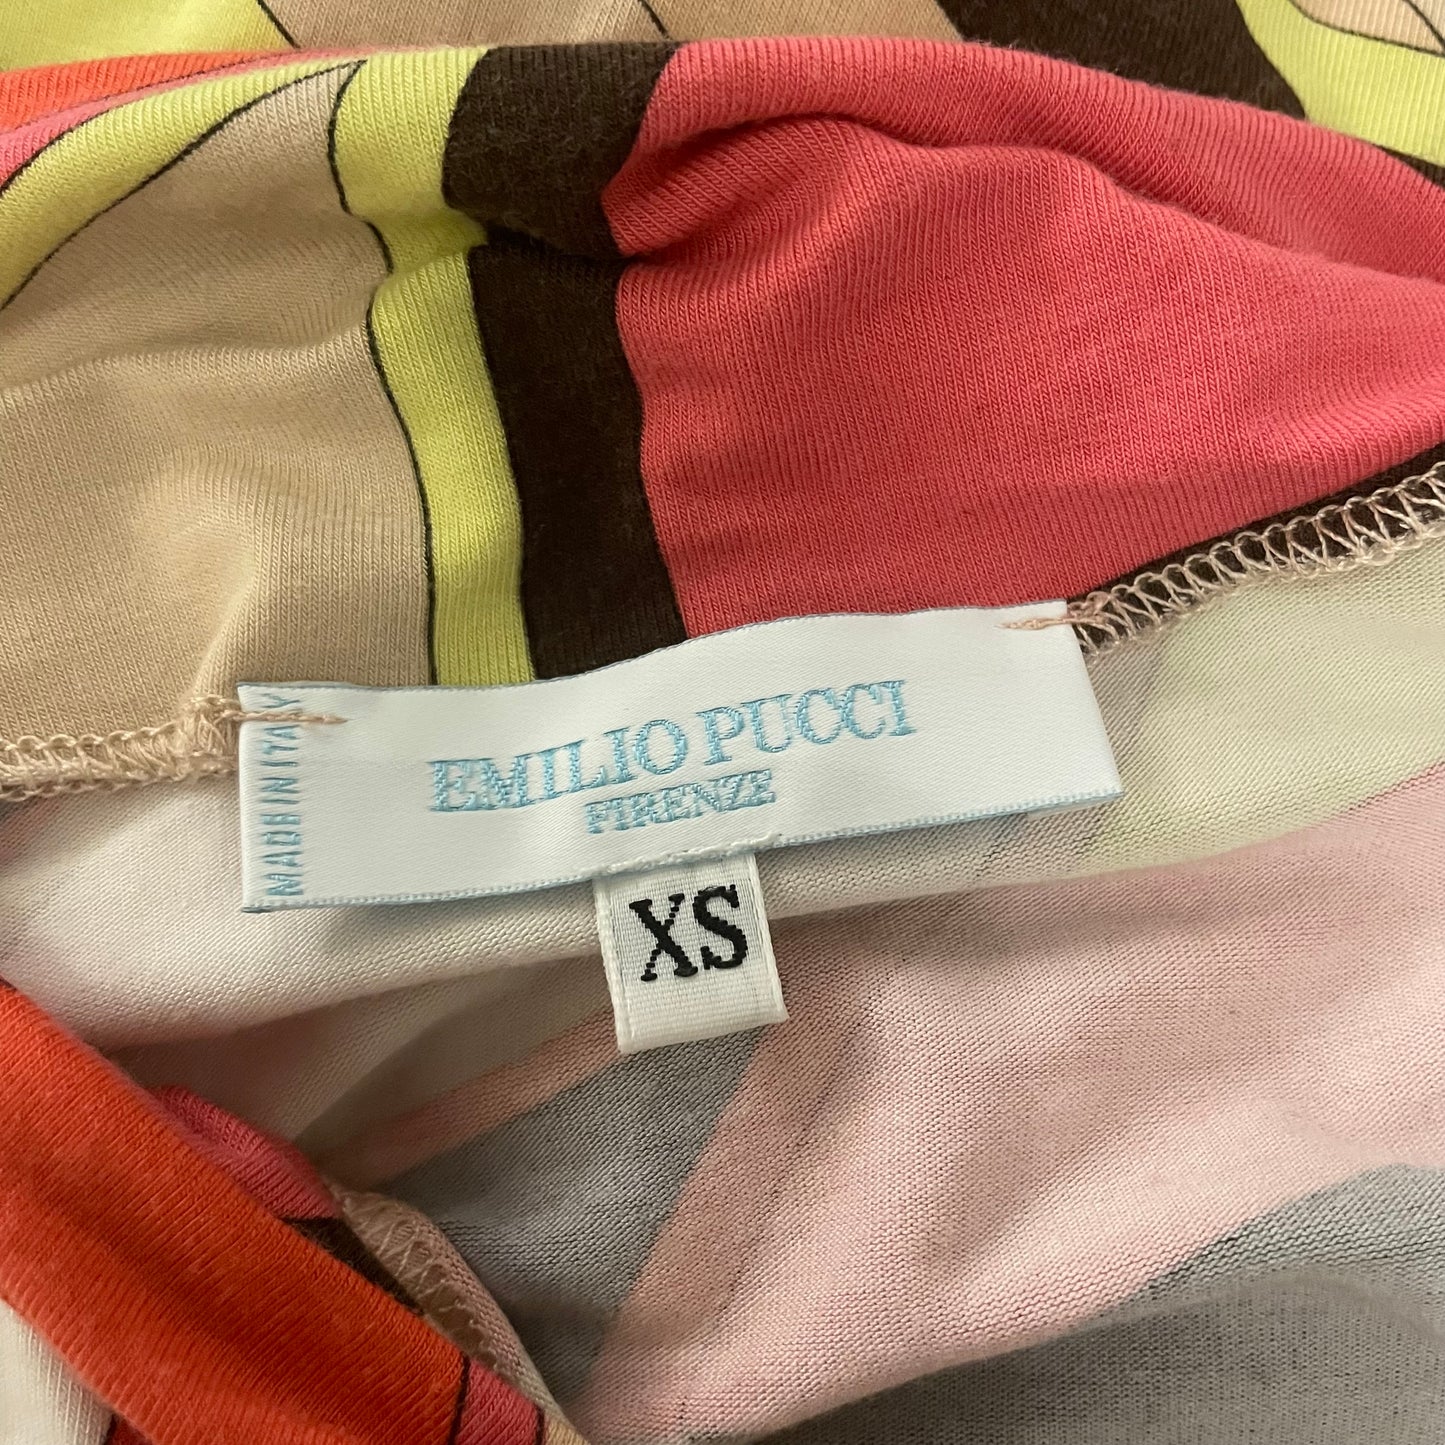 EMILIO PUCCI
FIRENZE
MADE IN ITALY
XS